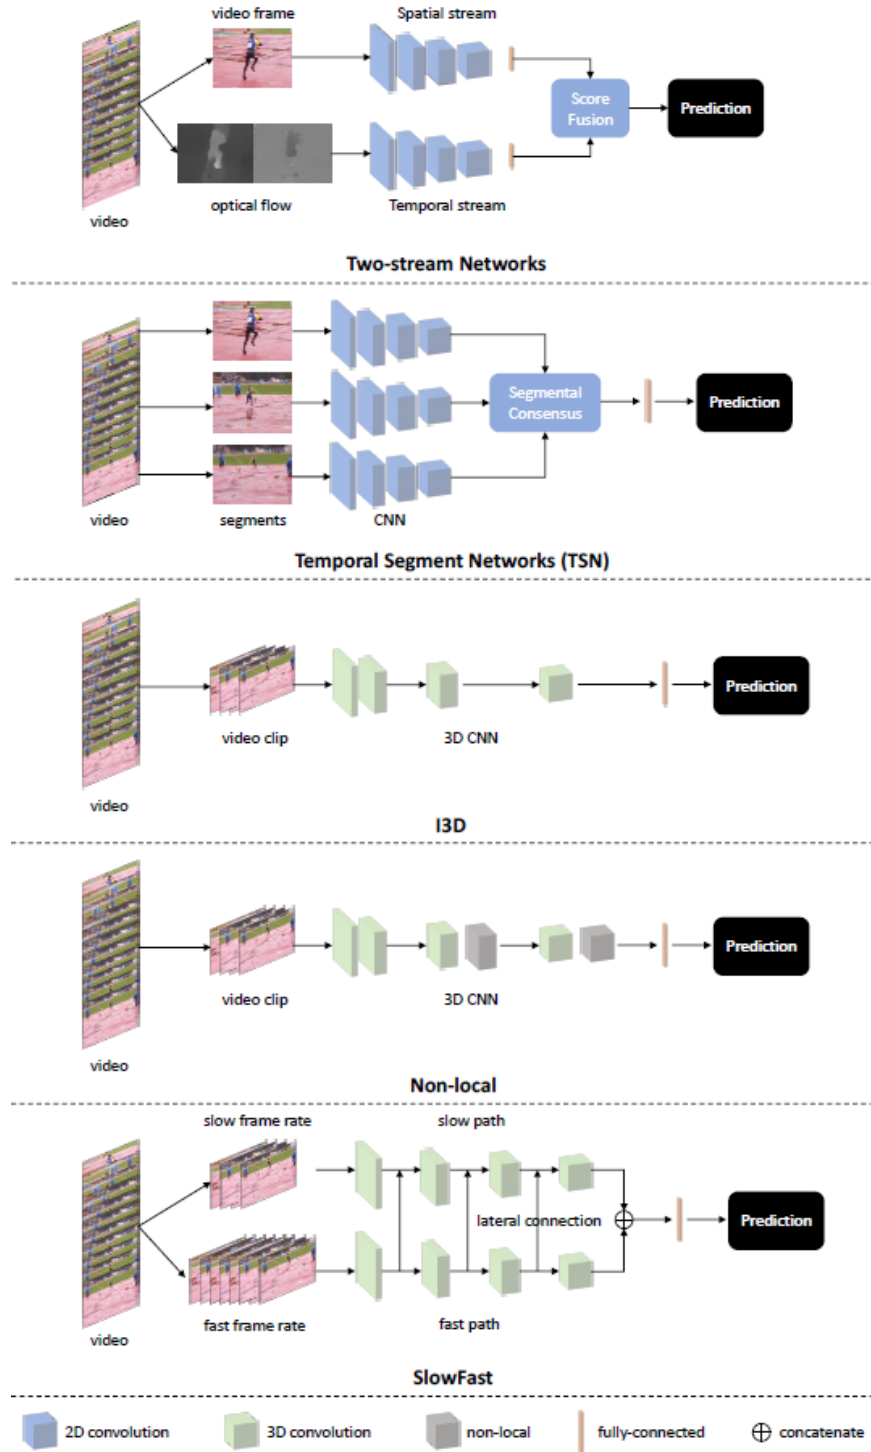 video frame
Spatial stream
Score
Fusion
Prediction
optical flow
Temporal stream
video
Two-stream Networks
Segmental
Consensus
Prediction
video
segments
CNN
Temporal Segment Networks (TSN)
Prediction
video clip
3D CNN
video
I3D
Prediction
video clip
3D CNN
video
Non-local
slow frame rate
slow path
lateral connection
Prediction
fast frame rate
fast path
video
SlowFast
2D convolution
3D convolution
non-local
fully-connected
concatenate